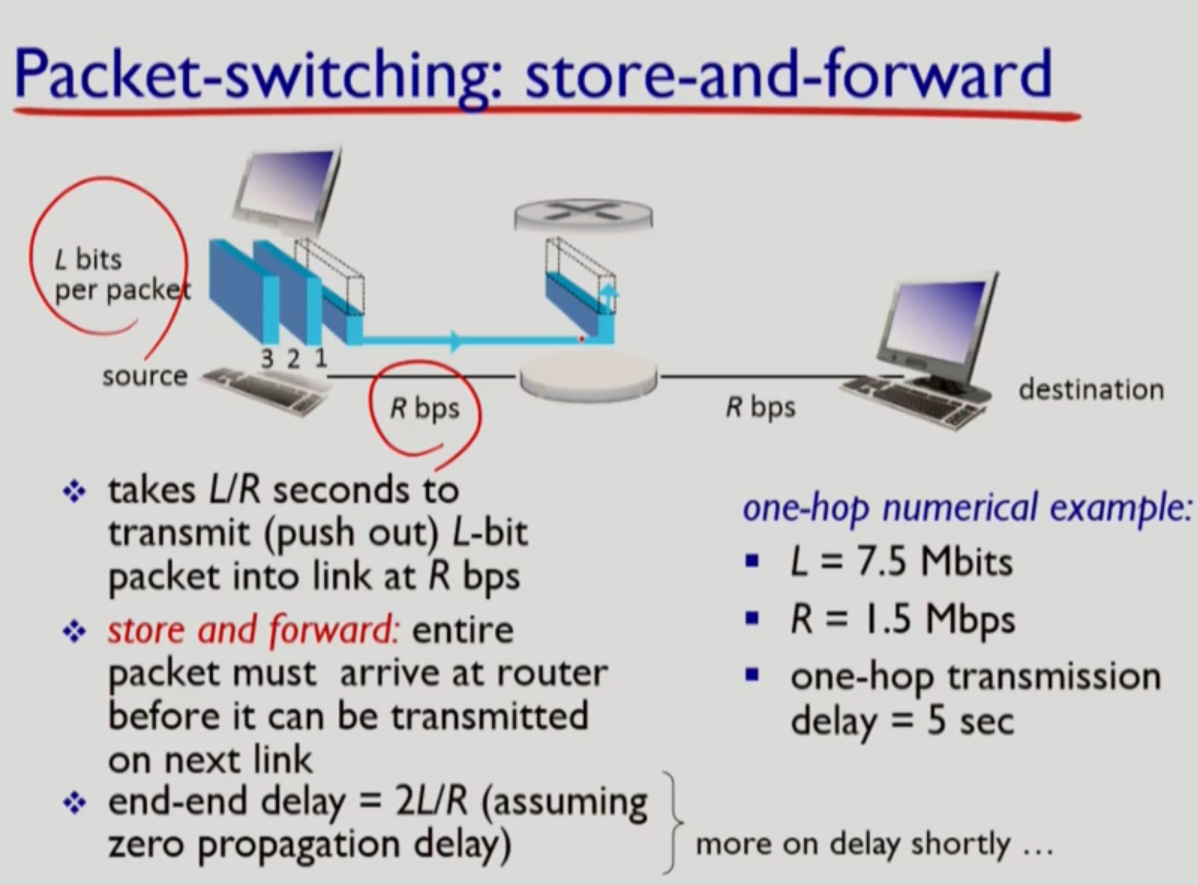 Packet-switching: store-and-forward
L bits
per packet
3 2 1
source
R bps
R bps
destination
takes L/R seconds to
transmit (push out) L-bit
packet into link at R bps
store and forward: entire
packet must arrive at router
before it can be transmitted
on next link
end-end delay = 2L/R (assuming
zero propagation delay)
more on delay shortly ...
one-hop numerical example:
L = 7.5 Mbits
R = 1.5 Mbps
one-hop transmission
delay = 5 sec